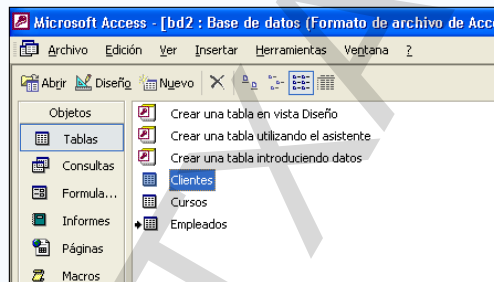 Microsoft Access - [bd2 : Base de datos (Formato de archivo de Acc
Archivo Edición Ver Insertar Herramientas Ventana ?
Abrir Diseño Nuevo
Objetos
Tablas
Consultas
Formula...
Informes
Páginas
Macros
Crear una tabla en vista Diseño
Crear una tabla utilizando el asistente
Crear una tabla introduciendo datos
Clientes
Cursos
Empleados